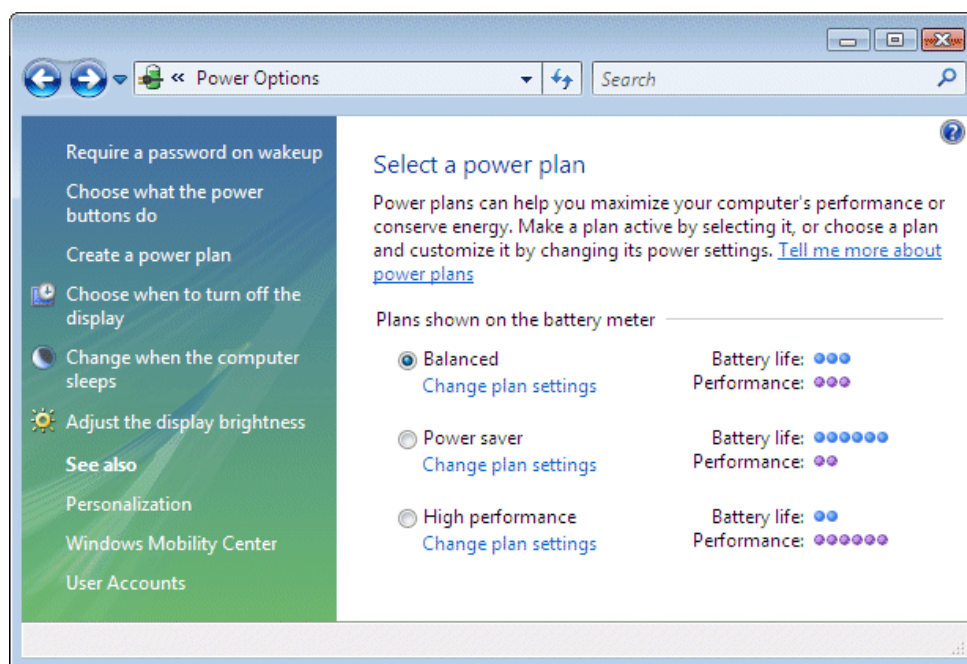 « Power Options
Search
Require a password on wakeup
Choose what the power
buttons do
Create a power plan
Choose when to turn off the
display
Change when the computer
sleeps
Adjust the display brightness
See also
Personalization
Windows Mobility Center
User Accounts
Select a power plan
Power plans can help you maximize your computer's performance or
conserve energy. Make a plan active by selecting it, or choose a plan
and customize it by changing its power settings. Tell me more about
power plans
Plans shown on the battery meter
Balanced
Battery life:
Change plan settings
Performance:
Power saver
Battery life:
Change plan settings
Performance:
High performance
Battery life:
Change plan settings
Performance: